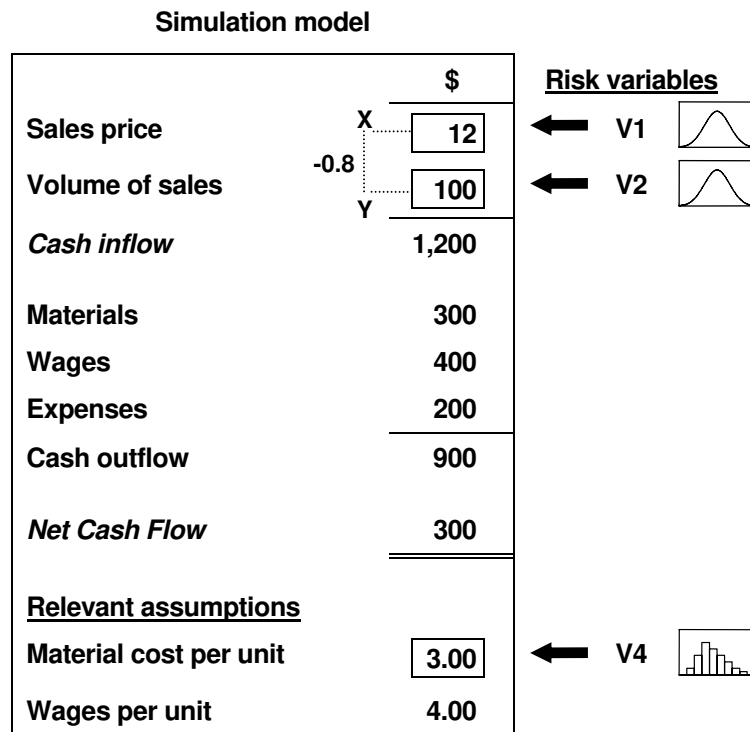 Simulation model
$ Risk variables
Sales price X 12 V1
-0.8
Volume of sales 100 V2
Y
Cash inflow 1,200
Materials 300
Wages 400
Expenses 200
Cash outflow 900
Net Cash Flow 300
Relevant assumptions
Material cost per unit 3.00 V4
Wages per unit 4.00